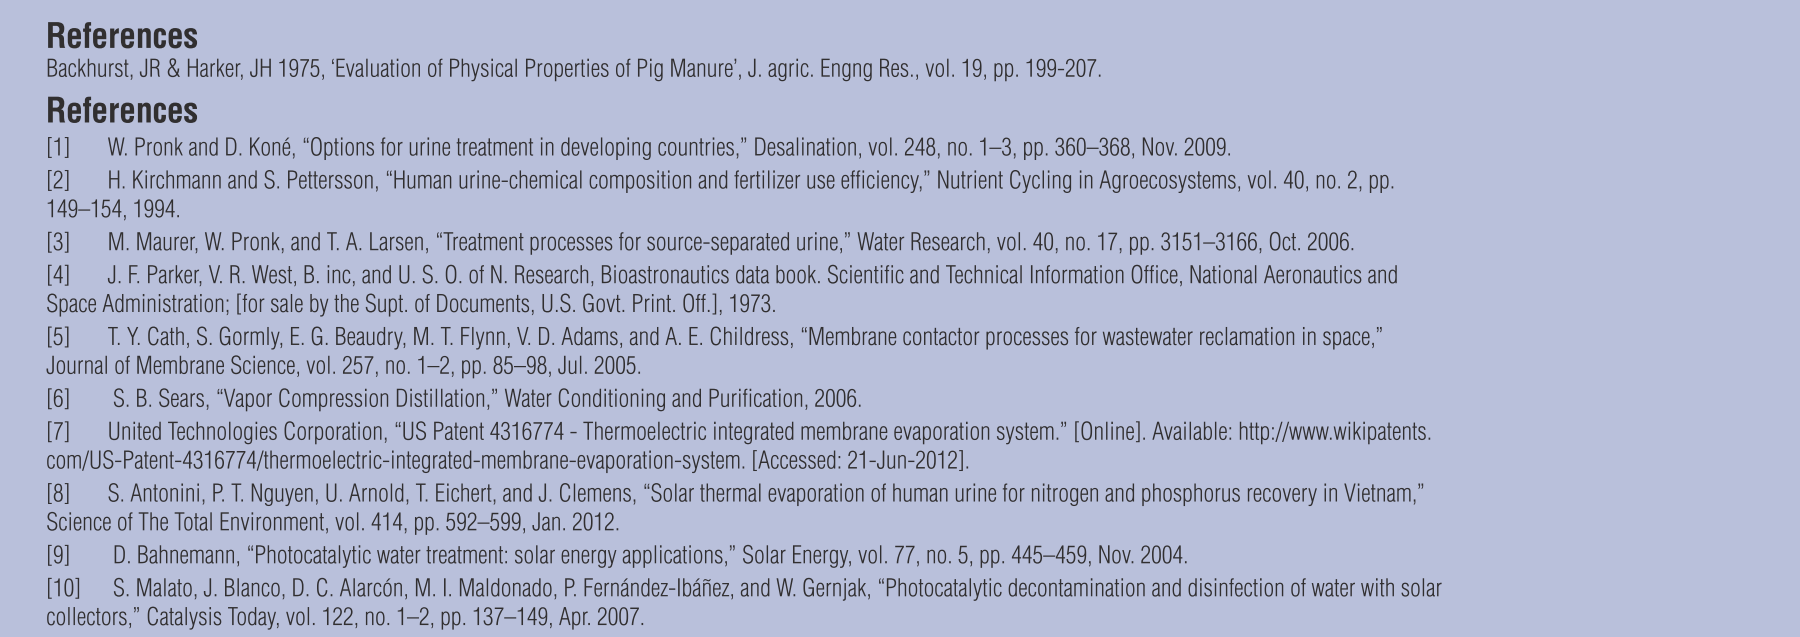 References
Backhurst, JR & Harker, JH 1975, ‘Evaluation of Physical Properties of Pig Manure’, J. agric. Engng Res., vol. 19, pp. 199-207.
References
[1] W. Pronk and D. Koné, “Options for urine treatment in developing countries,” Desalination, vol. 248, no. 1–3, pp. 360–368, Nov. 2009.
[2] H. Kirchmann and S. Pettersson, “Human urine-chemical composition and fertilizer use efficiency,” Nutrient Cycling in Agroecosystems, vol. 40, no. 2, pp.
149–154, 1994.
[3] M. Maurer, W. Pronk, and T. A. Larsen, “Treatment processes for source-separated urine,” Water Research, vol. 40, no. 17, pp. 3151–3166, Oct. 2006.
[4] J. F. Parker, V. R. West, B. inc, and U. S. O. of N. Research, Bioastronautics data book. Scientific and Technical Information Office, National Aeronautics and
Space Administration; [for sale by the Supt. of Documents, U.S. Govt. Print. Off.], 1973.
[5] T. Y. Cath, S. Gormly, E. G. Beaudry, M. T. Flynn, V. D. Adams, and A. E. Childress, “Membrane contactor processes for wastewater reclamation in space,”
Journal of Membrane Science, vol. 257, no. 1–2, pp. 85–98, Jul. 2005.
[6] S. B. Sears, “Vapor Compression Distillation,” Water Conditioning and Purification, 2006.
[7] United Technologies Corporation, “US Patent 4316774 - Thermoelectric integrated membrane evaporation system.” [Online]. Available: http://www.wikipatents.
com/US-Patent-4316774/thermoelectric-integrated-membrane-evaporation-system. [Accessed: 21-Jun-2012].
[8] S. Antonini, P. T. Nguyen, U. Arnold, T. Eichert, and J. Clemens, “Solar thermal evaporation of human urine for nitrogen and phosphorus recovery in Vietnam,”
Science of The Total Environment, vol. 414, pp. 592–599, Jan. 2012.
[9] D. Bahnemann, “Photocatalytic water treatment: solar energy applications,” Solar Energy, vol. 77, no. 5, pp. 445–459, Nov. 2004.
[10] S. Malato, J. Blanco, D. C. Alarcón, M. I. Maldonado, P. Fernández-Ibáñez, and W. Gernjak, “Photocatalytic decontamination and disinfection of water with solar
collectors,” Catalysis Today, vol. 122, no. 1–2, pp. 137–149, Apr. 2007.